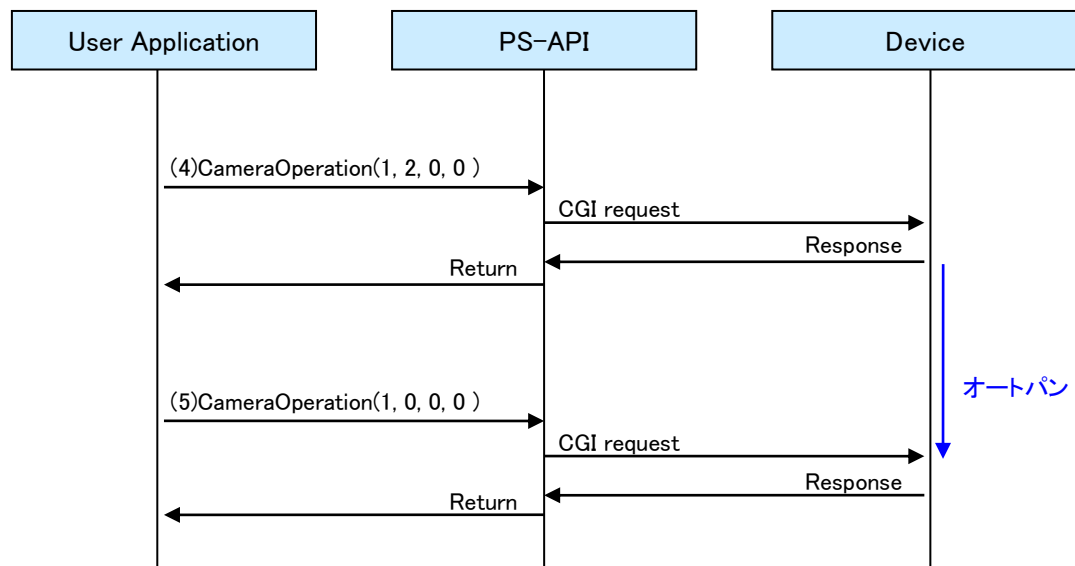 User Application
PS-API
Device
(4)CameraOperation(1, 2, 0, 0 )
CGI request
Response
Return
オートパン
(5)CameraOperation(1, 0, 0, 0 )
CGI request
Response
Return